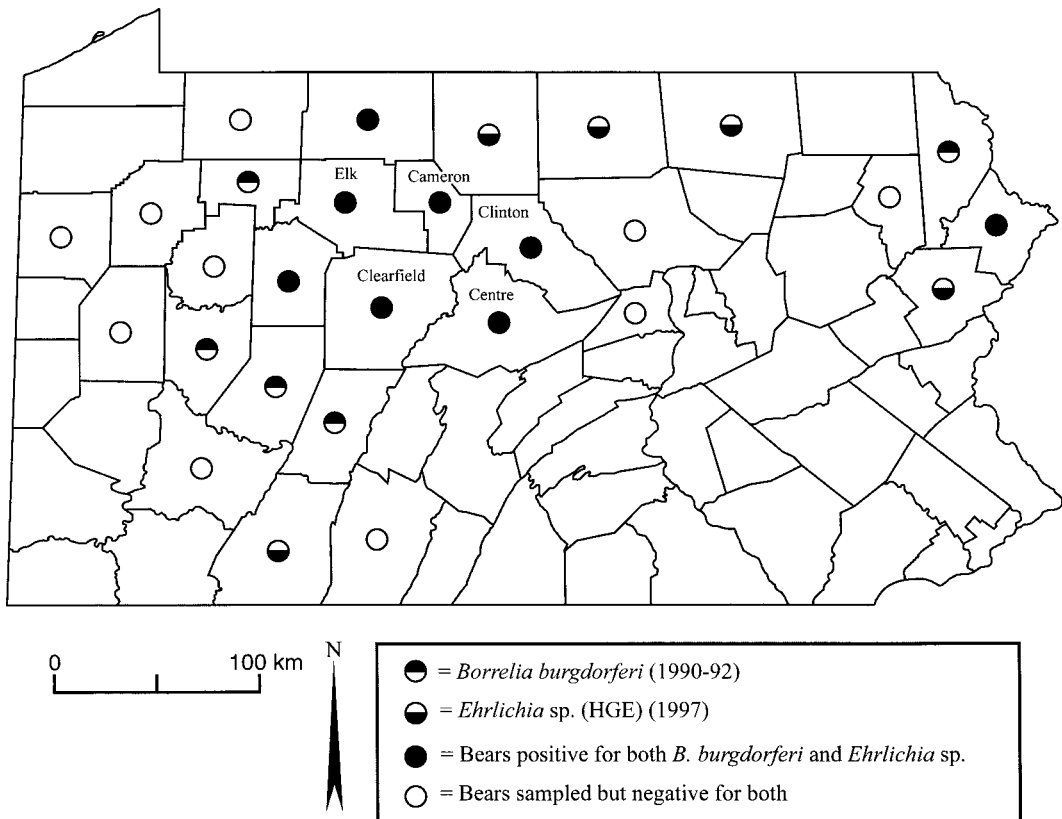 Elk
Cameron
Clinton
Clearfield
Centre
0 100 km
N
= Borrelia burgdorferi (1990-92)
= Ehrlichia sp. (HGE) (1997)
= Bears positive for both B. burgdorferi and Ehrlichia sp.
= Bears sampled but negative for both